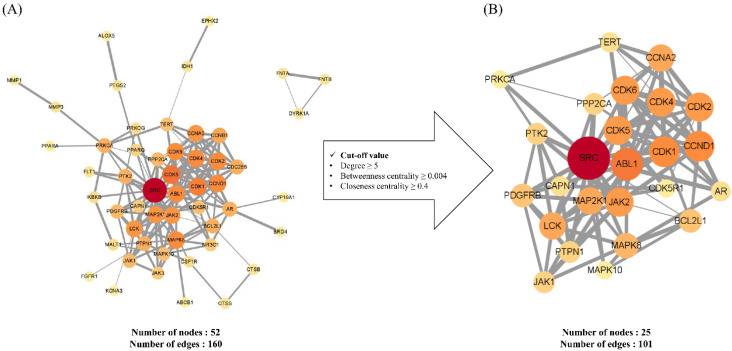 (A)
(B)
EPHX2
ALOX5
IDH1
FNTA
FNTB
DYRK1A
MMP1
PTGS2
MMP3
PRKCG
TERT
CCNA2
CCND1
PPARA
PRKCA
PPARG
PPP2CA
CDK6
CDK4
CDK2
CDC25B
FLT1
PTK2
CDK5
SRC
ABL1
CDK1
CCND1
IKBKB
CAPN1
CDK5R1
CYP19A1
PDGFRB
MAP2K1
JAK2
AR
LCK
BCL2L1
BRD4
MALT1
PTPN1
MAPK8
BIRC1
JAK1
MAPK10
CSF1R
CTSB
FGFR1
JAK3
KCNA3
ABCB1
CTSS
Number of nodes : 52
Number of edges : 160
✓ Cut-off value
• Degree ≥ 5
• Betweenness centrality ≥ 0.004
• Closeness centrality ≥ 0.4
TERT
CCNA2
PRKCA
CDK6
PPP2CA
CDK4
CDK2
PTK2
CDK5
CCND1
SRC
ABL1
CDK1
CAPN1
CDK5R1
AR
PDGFRB
MAP2K1
JAK2
LCK
BCL2L1
PTPN1
MAPK8
MAPK10
JAK1
Number of nodes : 25
Number of edges : 101